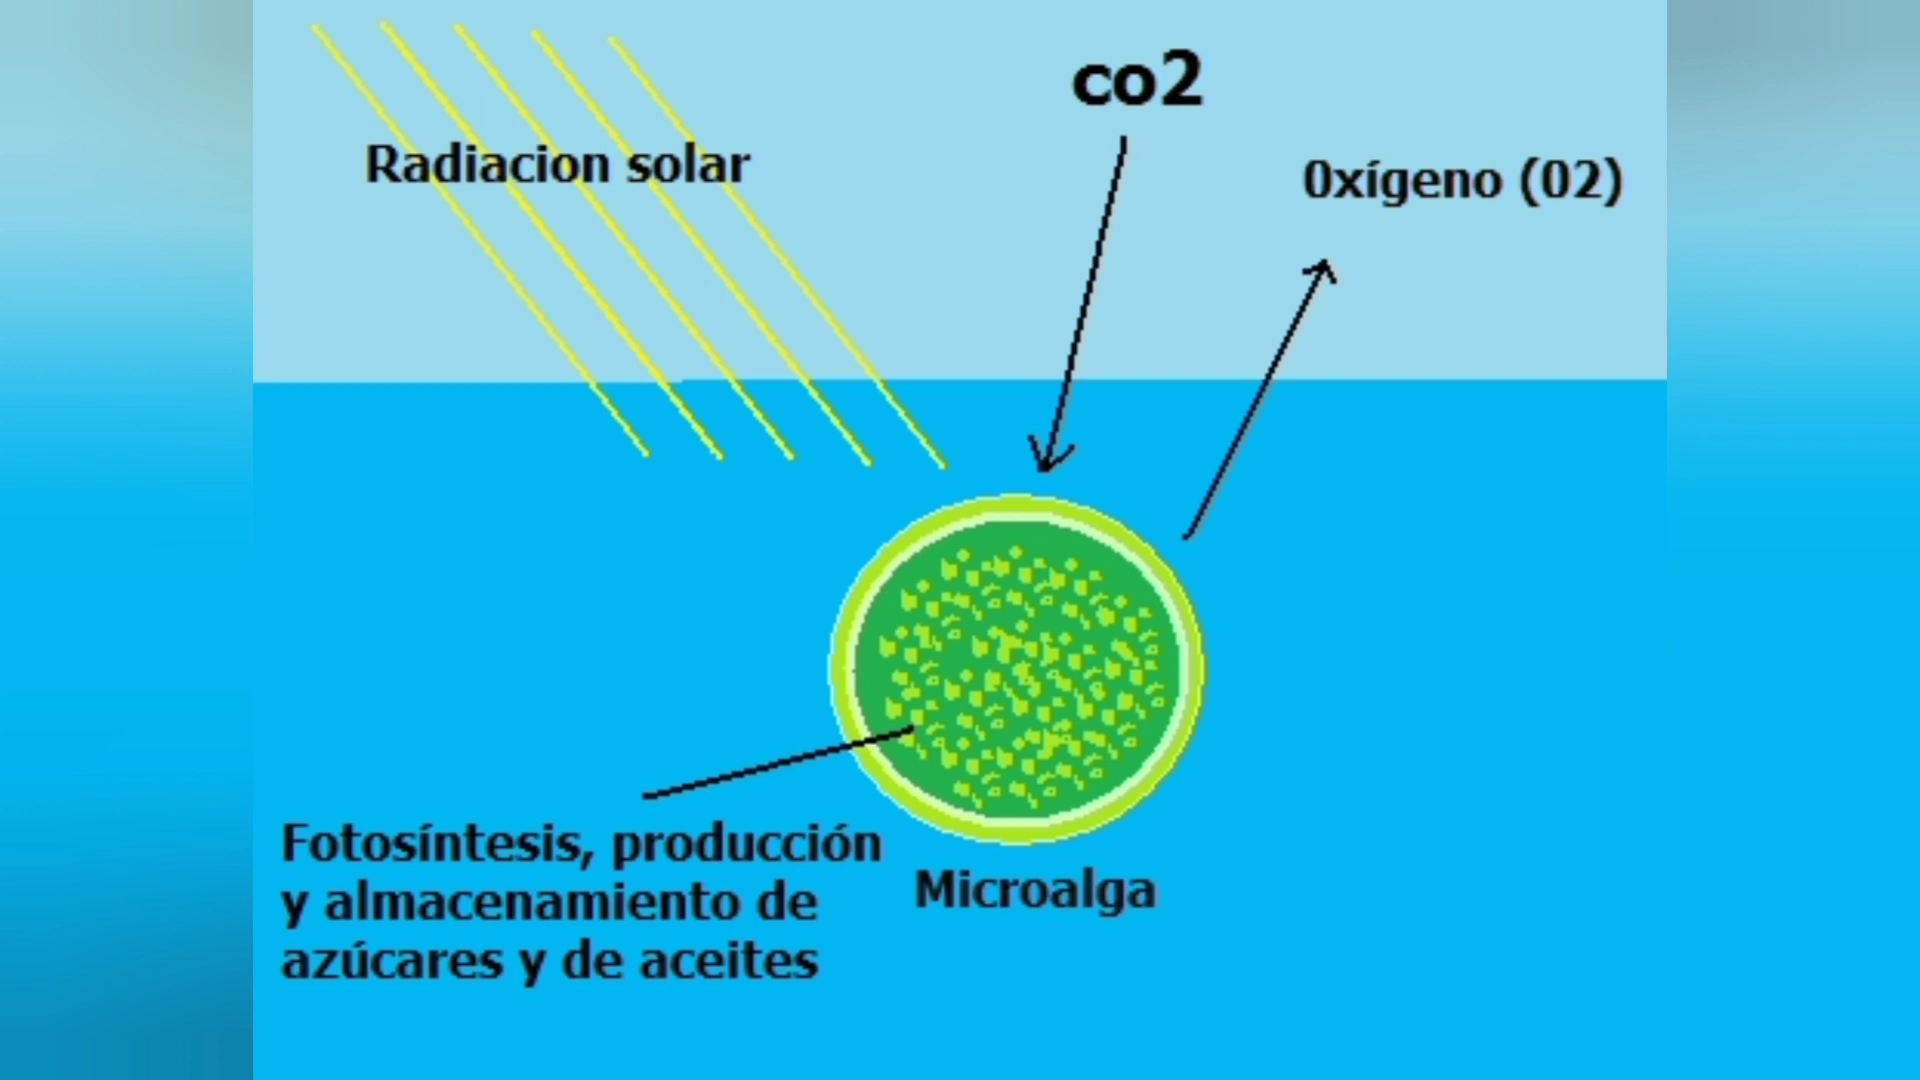 co2
Radiacion solar
0xígeno (02)
Fotosíntesis, producción
y almacenamiento de
azúcares y de aceites
Microalga